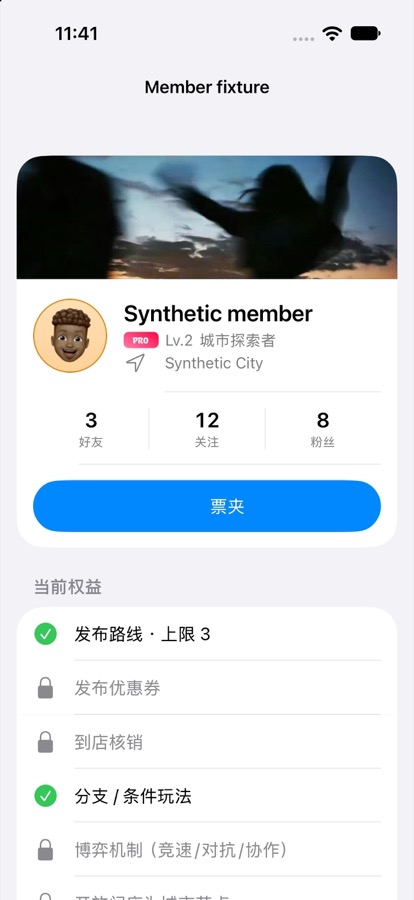 11:41
Member fixture
Synthetic member
PRO Lv.2 城市探索者
Synthetic City
3 12 8
好友 关注 粉丝
票夹
当前权益
发布路线 · 上限 3
发布优惠券
到店核销
分支 / 条件玩法
博弈机制（竞速/对抗/协作）